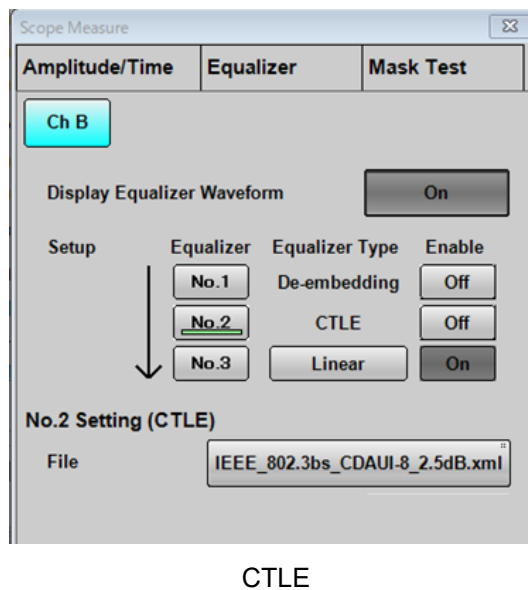 Scope Measure
Amplitude/Time Equalizer Mask Test
Ch B
Display Equalizer Waveform On
Setup Equalizer Equalizer Type Enable
No.1 De-embedding Off
No.2 CTLE Off
No.3 Linear On
No.2 Setting (CTLE)
File IEEE_802.3bs_CDAUI-8_2.5dB.xml
CTLE